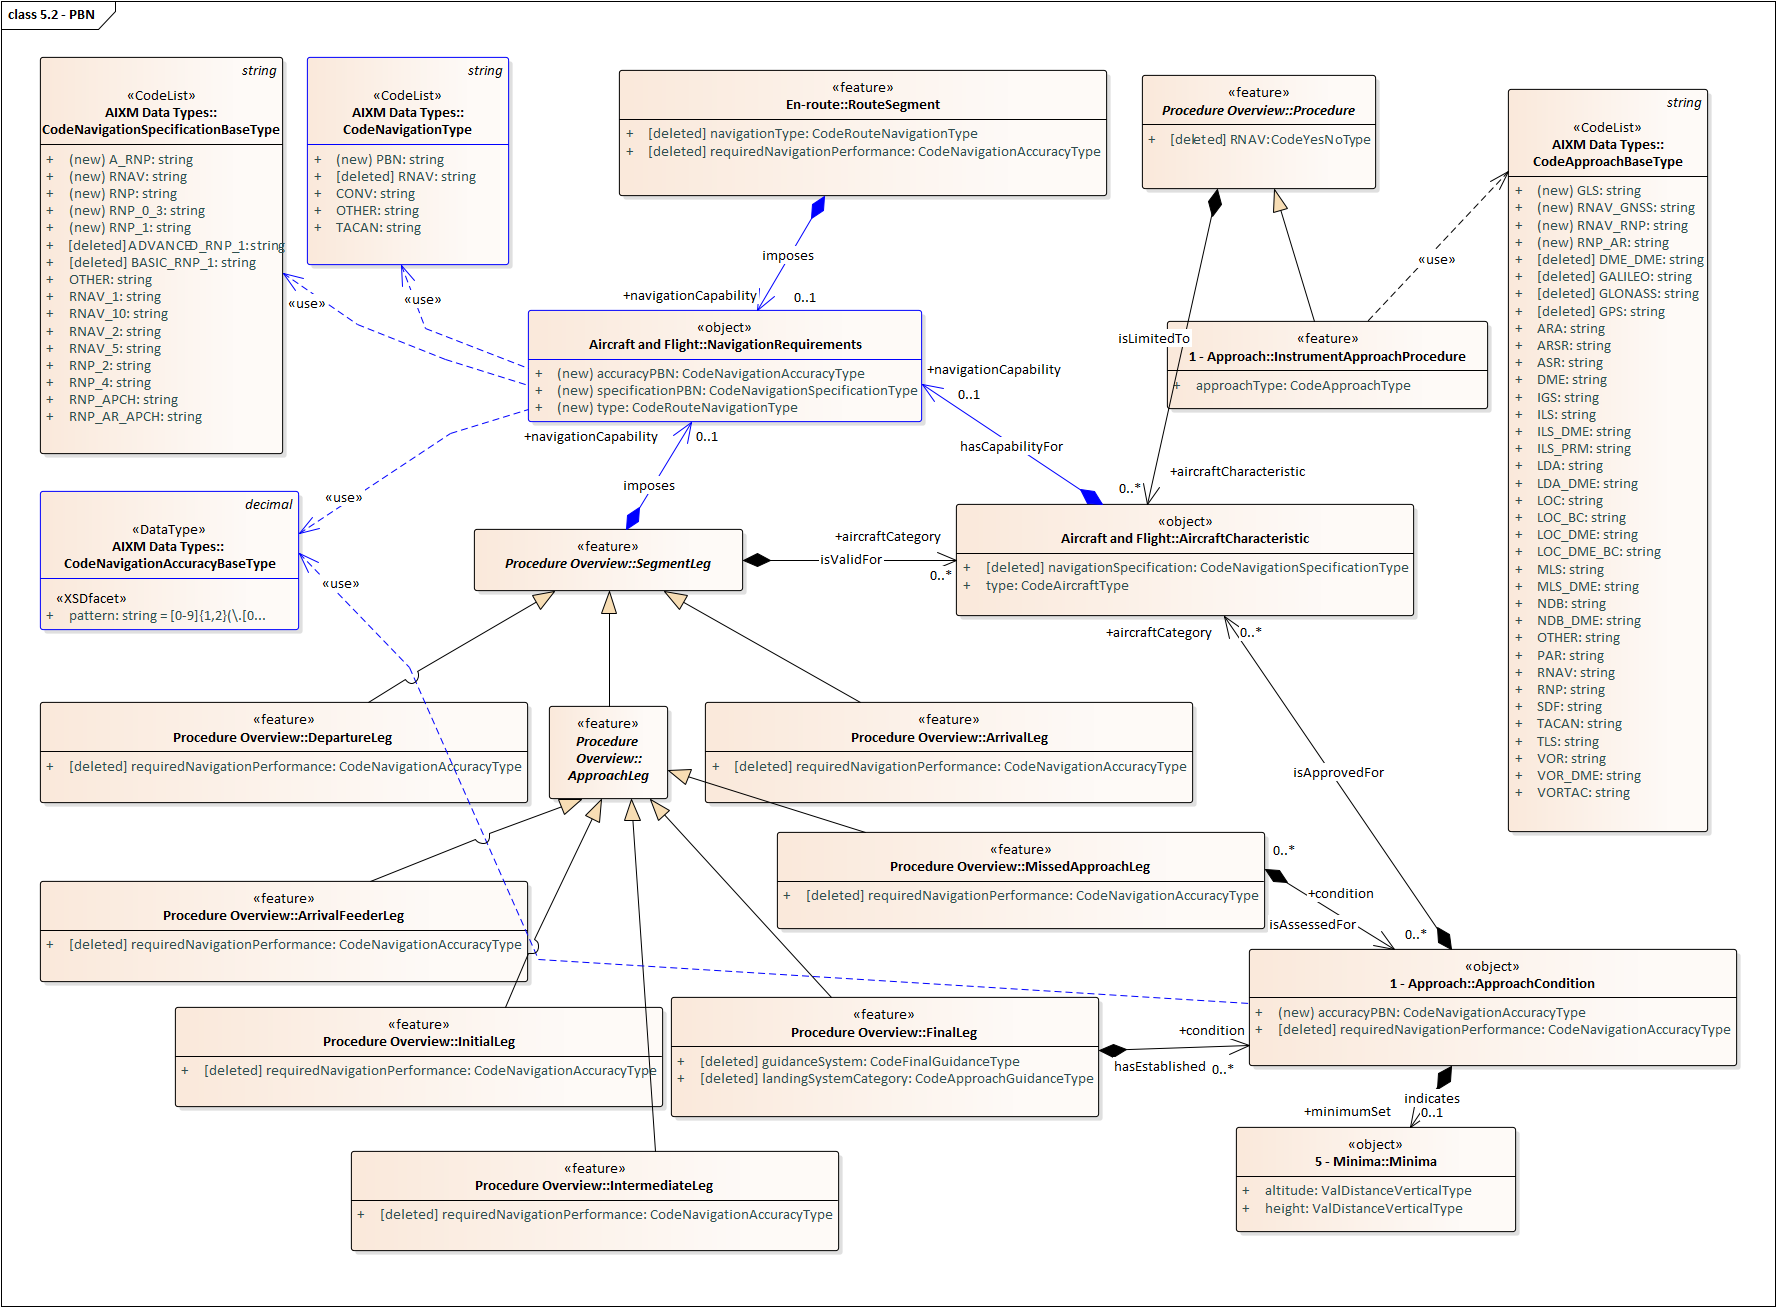 class 5.2 - PBN
string
«CodeList»
AIXM Data Types::
CodeNavigationSpecificationBaseType
+ (new) A_RNP: string
+ (new) RNAV: string
+ (new) RNP: string
+ (new) RNP_0_3: string
+ (new) RNP_1: string
+ [deleted]ADVANCED_RNP_1:string
+ [deleted] BASIC_RNP_1: string
+ OTHER: string
+ RNAV_1: string
+ RNAV_10: string
+ RNAV_2: string
+ RNAV_5: string
+ RNP_2: string
+ RNP_4: string
+ RNP_APCH: string
+ RNP_AR_APCH: string
string
«CodeList»
AIXM Data Types::
CodeNavigationType
+ (new) PBN: string
+ [deleted] RNAV: string
+ CONV: string
+ OTHER: string
+ TACAN: string
«feature»
En-route::RouteSegment
+ [deleted] navigationType: CodeRouteNavigationType
+ [deleted] requiredNavigationPerformance: CodeNavigationAccuracyType
«feature»
Procedure Overview::Procedure
+ [deleted] RNAV:CodeYesNoType
string
«CodeList»
AIXM Data Types::
CodeApproachBaseType
+ (new) GLS: string
+ (new) RNAV_GNSS: string
+ (new) RNAV_RNP: string
+ (new) RNP_AR: string
+ [deleted] DME_DME: string
+ [deleted] GALILEO: string
+ [deleted] GLONASS: string
+ [deleted] GPS: string
+ ARA: string
+ ARSR: string
+ ASR: string
+ DME: string
+ IGS: string
+ ILS: string
+ ILS_DME: string
+ ILS_PRM: string
+ LDA: string
+ LDA_DME: string
+ LOC: string
+ LOC_BC: string
+ LOC_DME: string
+ LOC_DME_BC: string
+ MLS: string
+ MLS_DME: string
+ NDB: string
+ NDB_DME: string
+ OTHER: string
+ PAR: string
+ RNAV: string
+ RNP: string
+ SDF: string
+ TACAN: string
+ TLS: string
+ VOR: string
+ VOR_DME: string
+ VORTAC: string
imposes
+navigationCapability
0..1
«use»
«use»
«use»
«object»
Aircraft and Flight::NavigationRequirements
+ (new) accuracyPBN: CodeNavigationAccuracyType
+ (new) specificationPBN: CodeNavigationSpecificationType
+ (new) type: CodeRouteNavigationType
isLimitedTo
«feature»
1 - Approach::InstrumentApproachProcedure
+ approachType: CodeApproachType
+navigationCapability
0..1
+navigationCapability
0..1
hasCapabilityFor
imposes
+aircraftCharacteristic
0..*
«use»
decimal
«DataType»
AIXM Data Types::
CodeNavigationAccuracyBaseType
«XSDfacet»
+ pattern: string = [0-9]{1,2}(\.[0...
«use»
«feature»
Procedure Overview::SegmentLeg
+aircraftCategory
isValidFor
0..*
«object»
Aircraft and Flight::AircraftCharacteristic
+ [deleted] navigationSpecification: CodeNavigationSpecificationType
+ type: CodeAircraftType
+aircraftCategory
0..*
«feature»
Procedure Overview::DepartureLeg
+ [deleted] requiredNavigationPerformance: CodeNavigationAccuracyType
«feature»
Procedure
Overview::
ApproachLeg
«feature»
Procedure Overview::ArrivalLeg
+ [deleted] requiredNavigationPerformance: CodeNavigationAccuracyType
isApprovedFor
«feature»
Procedure Overview::MissedApproachLeg
+ [deleted] requiredNavigationPerformance: CodeNavigationAccuracyType
0..*
+condition
isAssessedFor
0..*
«feature»
Procedure Overview::ArrivalFeederLeg
+ [deleted] requiredNavigationPerformance: CodeNavigationAccuracyType
«object»
1 - Approach::ApproachCondition
+ (new) accuracyPBN: CodeNavigationAccuracyType
+ [deleted] requiredNavigationPerformance: CodeNavigationAccuracyType
«feature»
Procedure Overview::InitialLeg
+ [deleted] requiredNavigationPerformance: CodeNavigationAccuracyType
«feature»
Procedure Overview::FinalLeg
+ [deleted] guidanceSystem: CodeFinalGuidanceType
+ [deleted] landingSystemCategory: CodeApproachGuidanceType
+condition
hasEstablished
0..*
indicates
+minimumSet
0..1
«object»
5 - Minima::Minima
+ altitude: ValDistanceVerticalType
+ height: ValDistanceVerticalType
«feature»
Procedure Overview::IntermediateLeg
+ [deleted] requiredNavigationPerformance: CodeNavigationAccuracyType